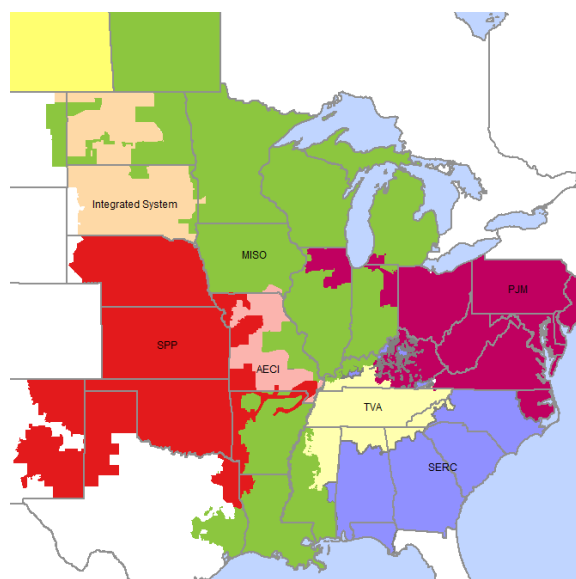 Integrated System
MISO
PJM
SPP
AECI
TVA
SERC